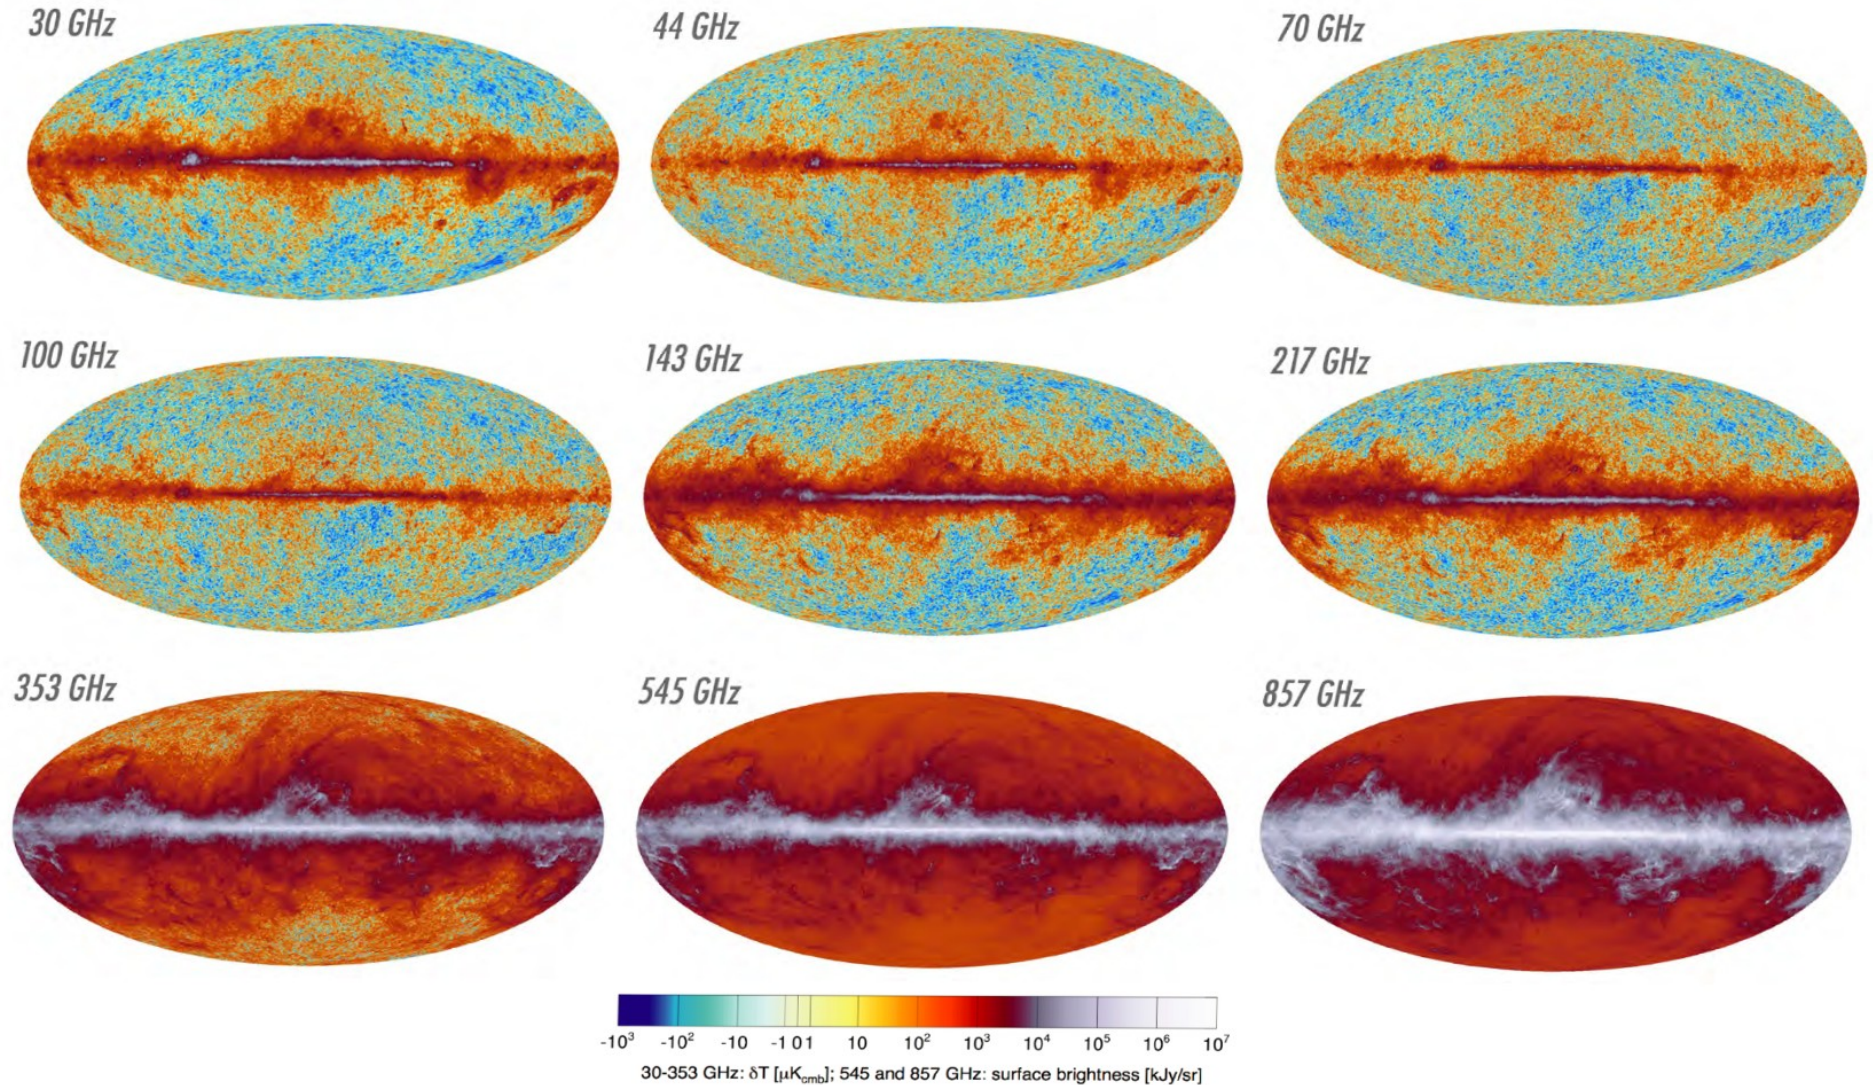 30 GHz
44 GHz
70 GHz
100 GHz
143 GHz
217 GHz
353 GHz
545 GHz
857 GHz
-10³ -10² -10 -1 0 1 10 10² 10³ 10⁴ 10⁵ 10⁶ 10⁷
30-353 GHz: δT [μK_cmb]; 545 and 857 GHz: surface brightness [kJy/sr]